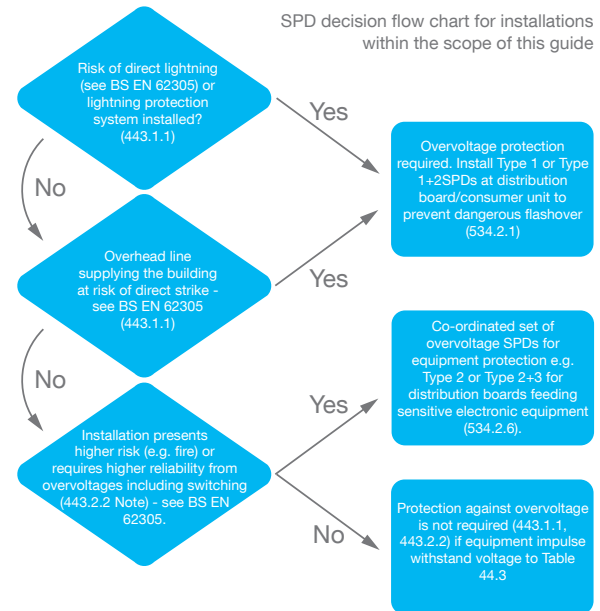 SPD decision flow chart for installations
within the scope of this guide
Risk of direct lightning
(see BS EN 62305) or
lightning protection
system installed?
(443.1.1)
Yes
No
Overvoltage protection
required. Install Type 1 or Type
1+2SPDs at distribution
board/consumer unit to
prevent dangerous flashover
(534.2.1)
Overhead line
supplying the building
at risk of direct strike -
see BS EN 62305
(443.1.1)
Yes
No
Co-ordinated set of
overvoltage SPDs for
equipment protection e.g.
Type 2 or Type 2+3 for
distribution boards feeding
sensitive electronic equipment
(534.2.6).
Installation presents
higher risk (e.g. fire) or
requires higher reliability from
overvoltages including switching
(443.2.2 Note) - see BS EN
62305.
Yes
No
Protection against overvoltage
is not required (443.1.1,
443.2.2) if equipment impulse
withstand voltage to Table
44.3